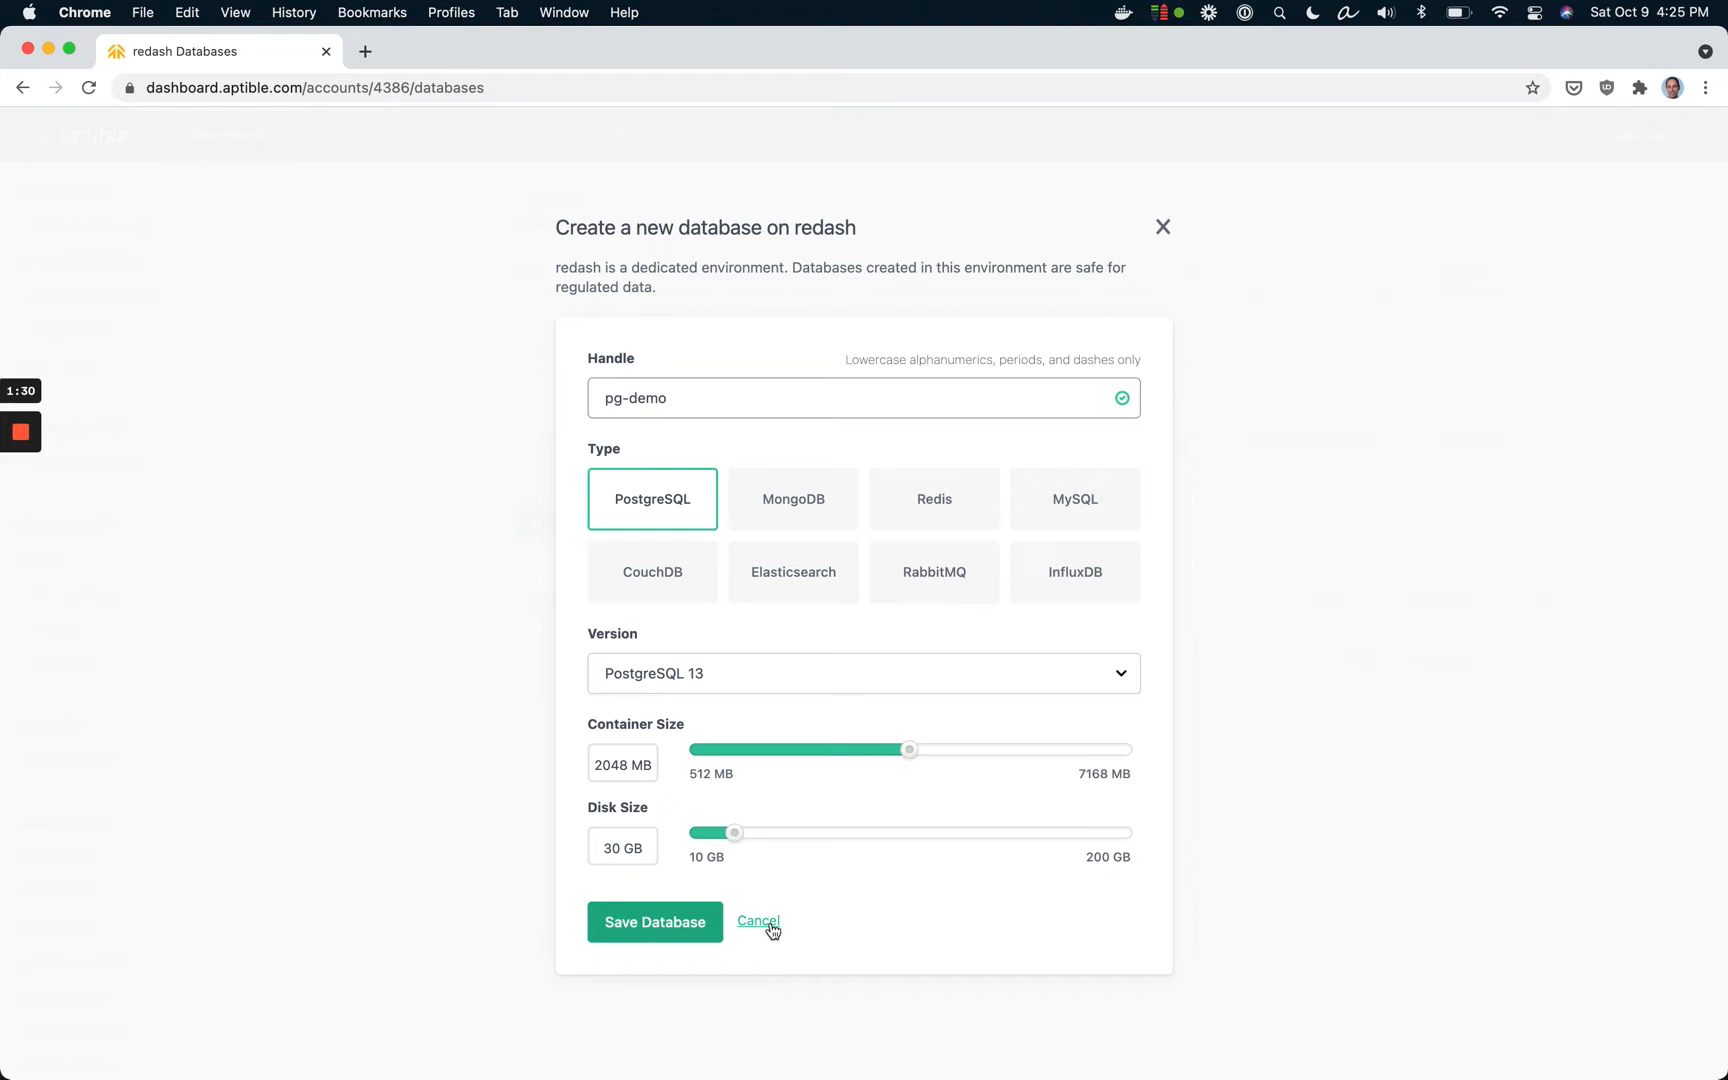 Chrome File Edit View History Bookmarks Profiles Tab Window Help Sat Oct 9 4:25 PM
redash Databases
dashboard.aptible.com/accounts/4386/databases
aptible
Create a new database on redash
redash is a dedicated environment. Databases created in this environment are safe for
regulated data.
Handle Lowercase alphanumerics, periods, and dashes only
1:30
pg-demo
Type
PostgreSQL MongoDB Redis MySQL
CouchDB Elasticsearch RabbitMQ InfluxDB
Version
PostgreSQL 13
Container Size
2048 MB
512 MB 7168 MB
Disk Size
30 GB
10 GB 200 GB
Save Database Cancel